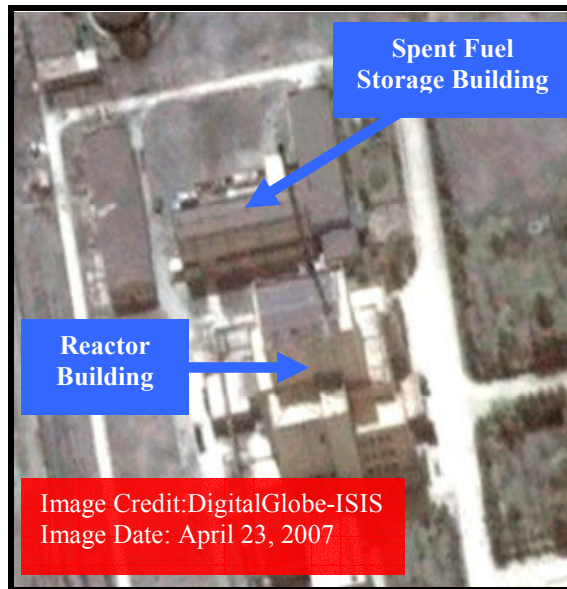 Spent Fuel
Storage Building
Reactor
Building
Image Credit:DigitalGlobe-ISIS
Image Date: April 23, 2007